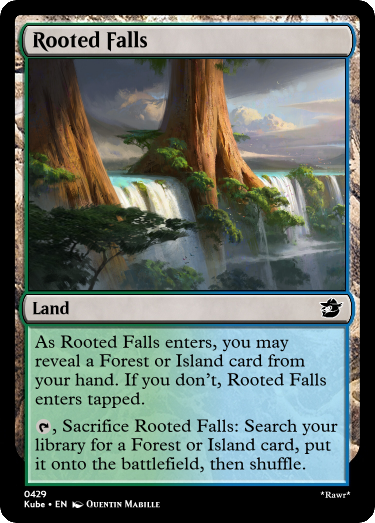 Rooted Falls
Land
As Rooted Falls enters, you may
reveal a Forest or Island card from
your hand. If you don't, Rooted Falls
enters tapped.
, Sacrifice Rooted Falls: Search your
library for a Forest or Island card, put
it onto the battlefield, then shuffle.
0429
Kube • EN Quentin Mabille
*Rawr*